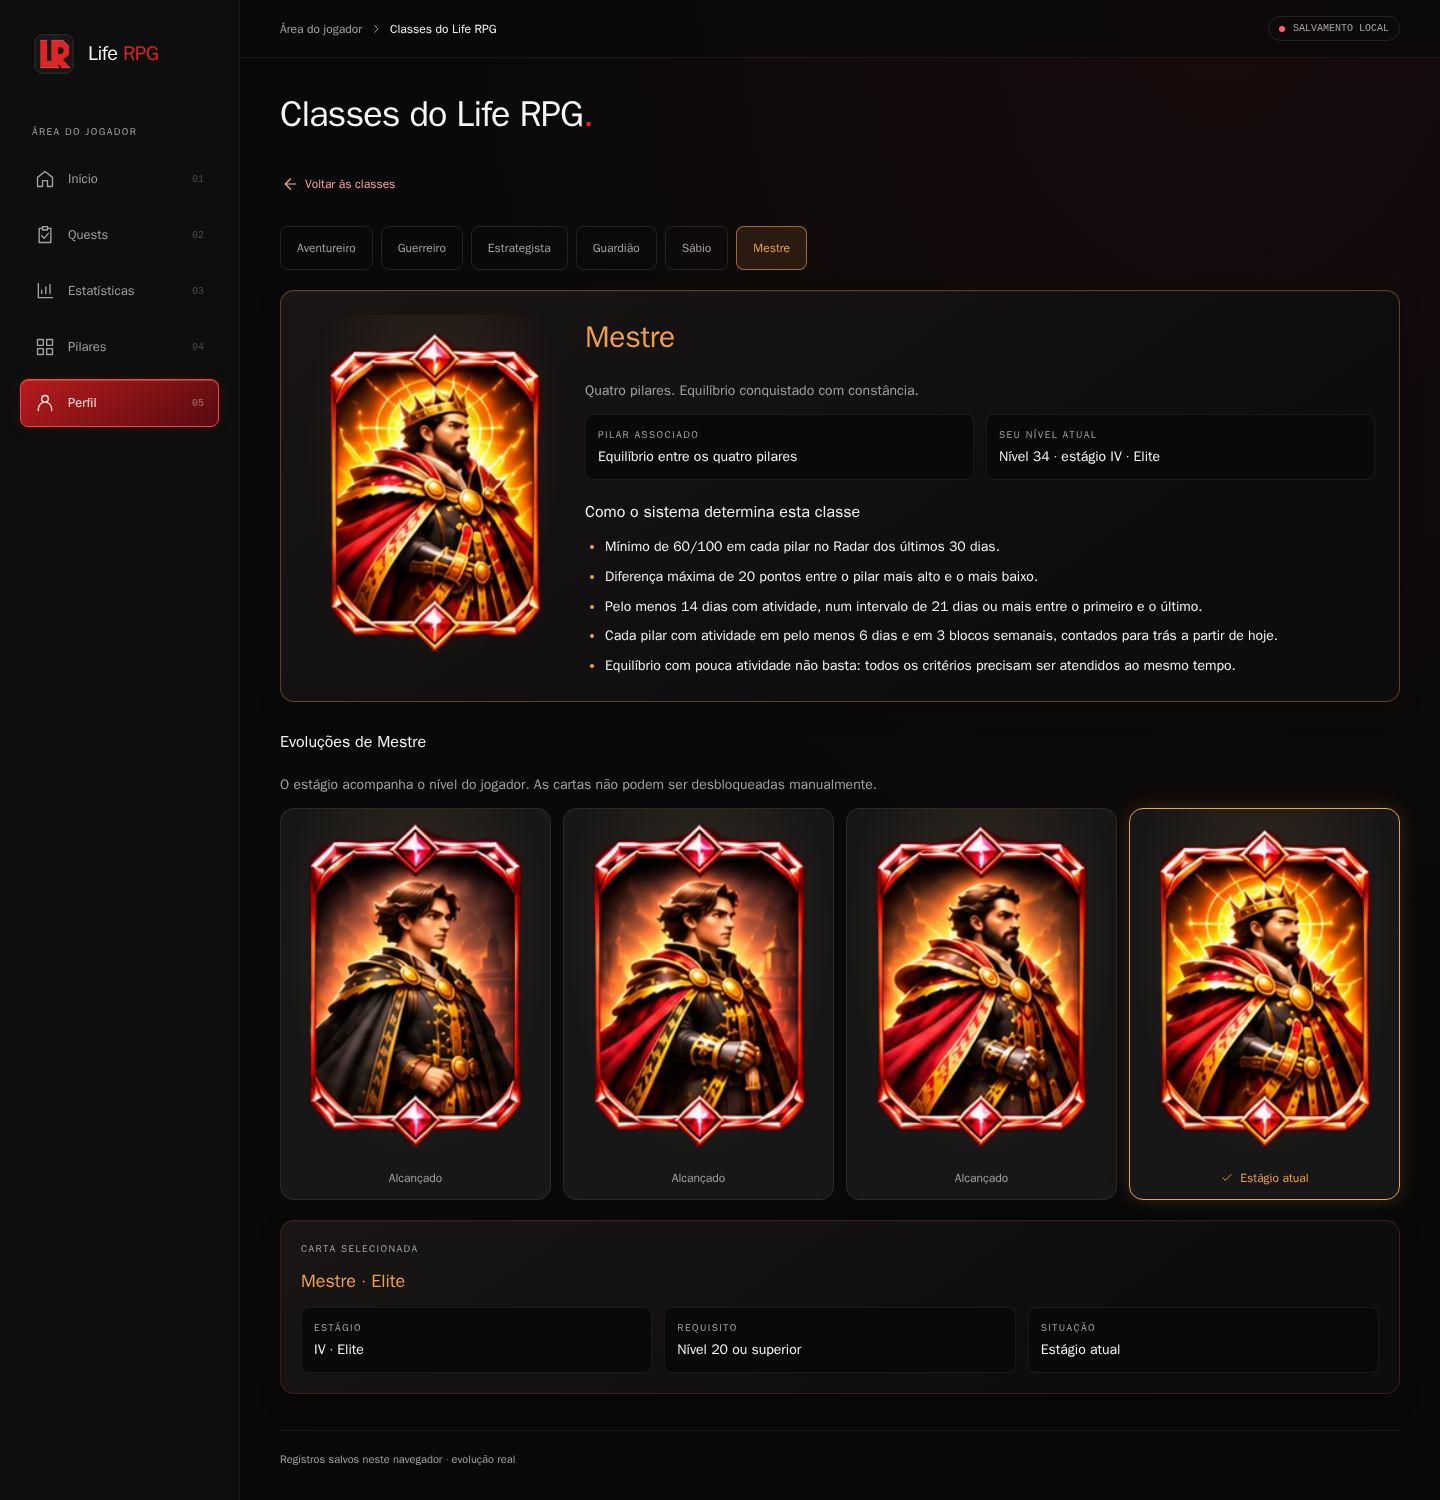 LR
Life RPG
Área do jogador > Classes do Life RPG
SALVAMENTO LOCAL
ÁREA DO JOGADOR
Início 01
Quests 02
Estatísticas 03
Pilares 04
Perfil 05
Classes do Life RPG.
Voltar às classes
Aventureiro Guerreiro Estrategista Guardião Sábio Mestre
Mestre
Quatro pilares. Equilíbrio conquistado com constância.
PILAR ASSOCIADO
Equilíbrio entre os quatro pilares
SEU NÍVEL ATUAL
Nível 34 · estágio IV · Elite
Como o sistema determina esta classe
• Mínimo de 60/100 em cada pilar no Radar dos últimos 30 dias.
• Diferença máxima de 20 pontos entre o pilar mais alto e o mais baixo.
• Pelo menos 14 dias com atividade, num intervalo de 21 dias ou mais entre o primeiro e o último.
• Cada pilar com atividade em pelo menos 6 dias e em 3 blocos semanais, contados para trás a partir de hoje.
• Equilíbrio com pouca atividade não basta: todos os critérios precisam ser atendidos ao mesmo tempo.
Evoluções de Mestre
O estágio acompanha o nível do jogador. As cartas não podem ser desbloqueadas manualmente.
Alcançado
Alcançado
Alcançado
Estágio atual
CARTA SELECIONADA
Mestre · Elite
ESTÁGIO
IV · Elite
REQUISITO
Nível 20 ou superior
SITUAÇÃO
Estágio atual
Registros salvos neste navegador · evolução real